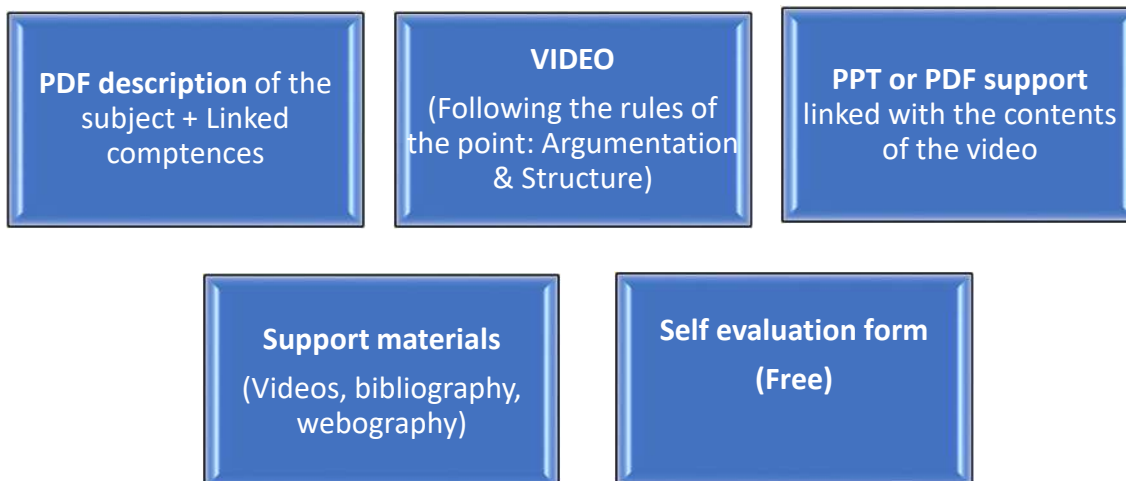 PDF description of the
subject + Linked
comptences
VIDEO
(Following the rules of
the point: Argumentation
& Structure)
PPT or PDF support
linked with the contents
of the video
Support materials
(Videos, bibliography,
webography)
Self evaluation form
(Free)